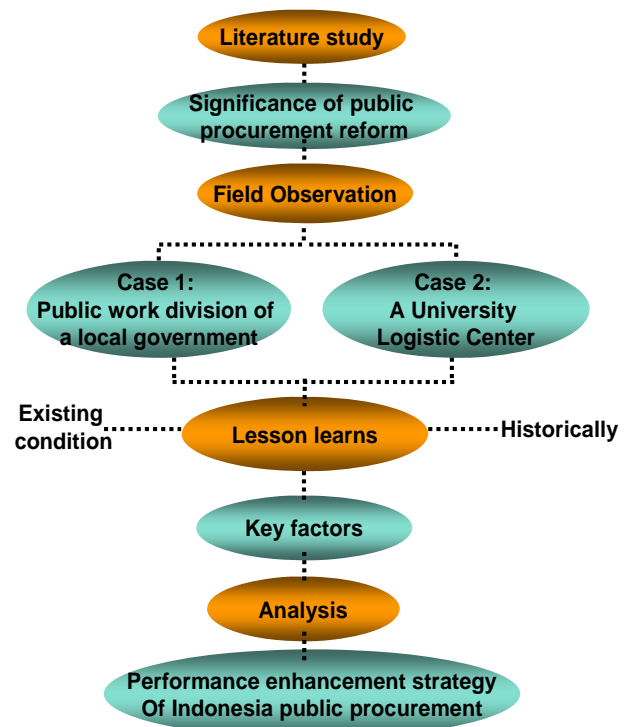 Literature study
Significance of public
procurement reform
Field Observation
Case 1:
Public work division of
a local government
Case 2:
A University
Logistic Center
Existing
condition
Lesson learns
Historically
Key factors
Analysis
Performance enhancement strategy
Of Indonesia public procurement